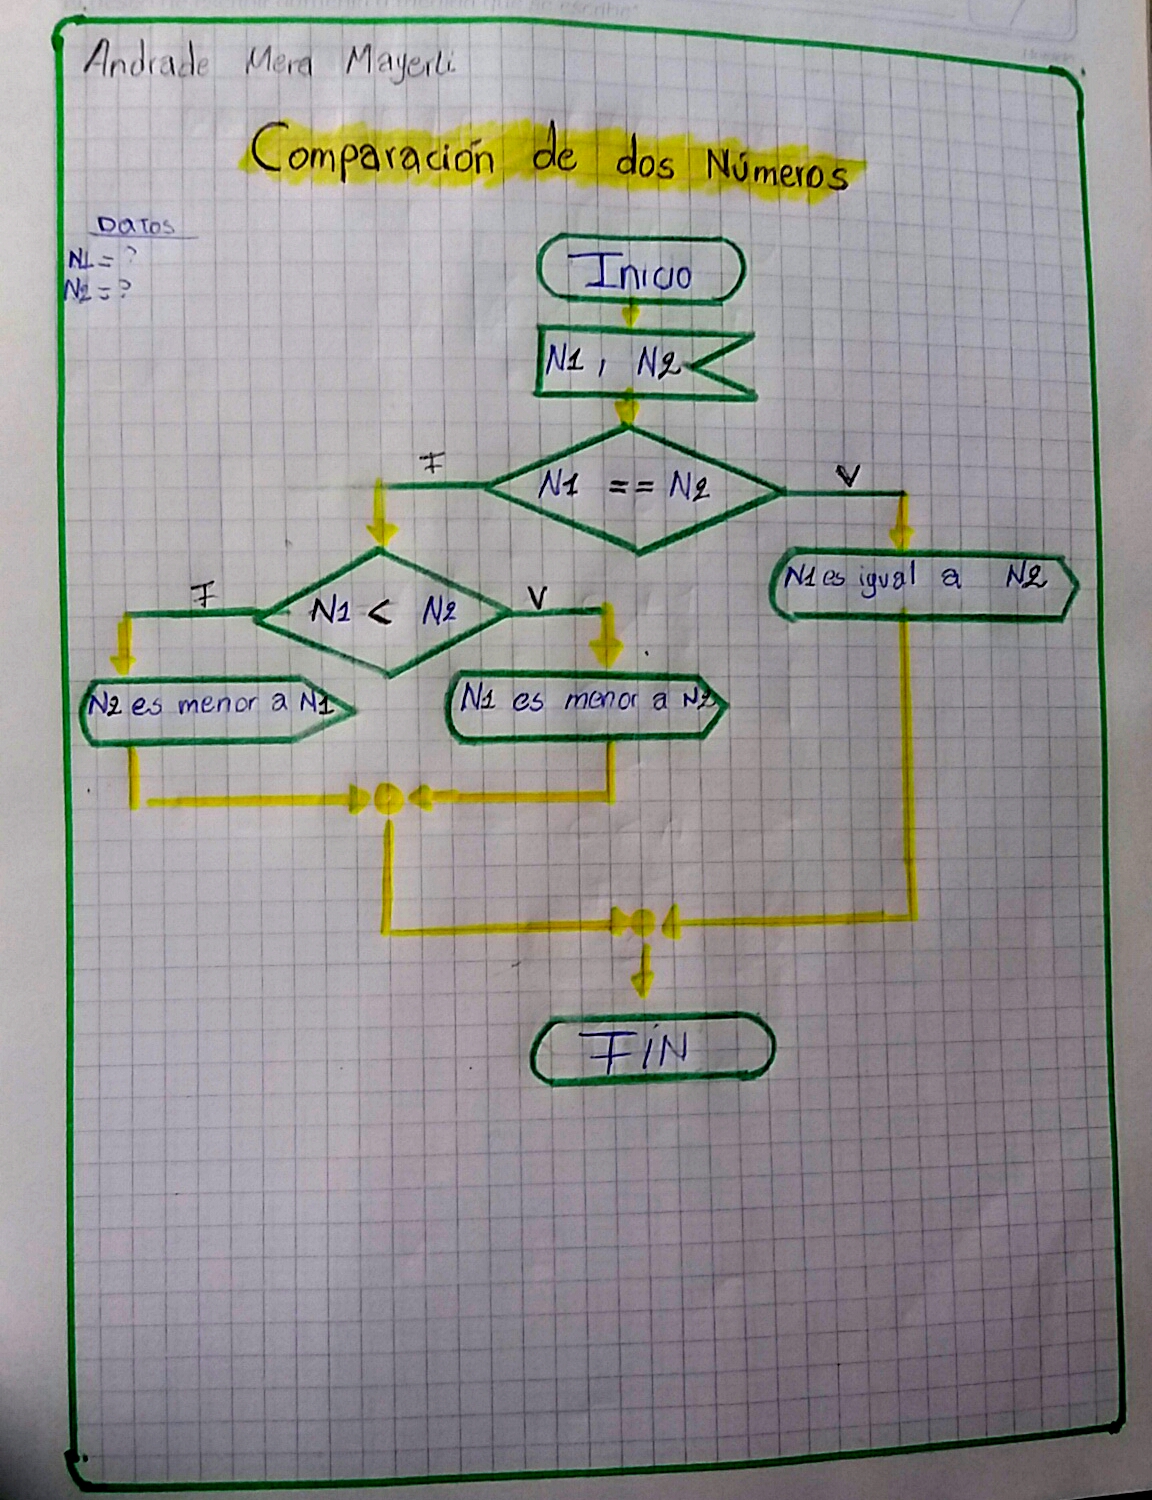 Andrade Mera Mayerli
Comparación de dos Números
Datos
N1 = ?
N2 = ?
Inicio
N1, N2
N1 == N2
F
V
N1 es igual a N2
N1 < N2
F
V
N2 es menor a N1
N1 es menor a N2
FIN